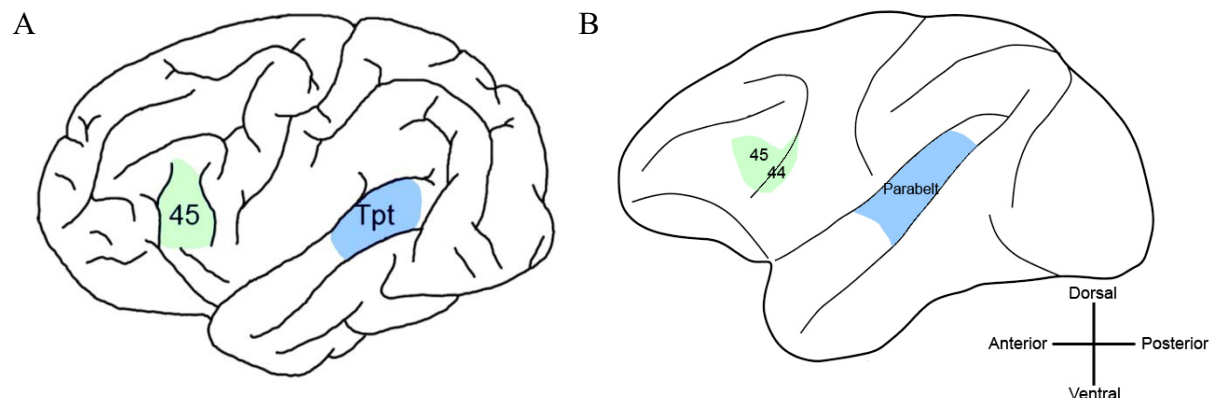 A
B
45
Tpt
45
44
Parabelt
Dorsal
Anterior
Posterior
Ventral